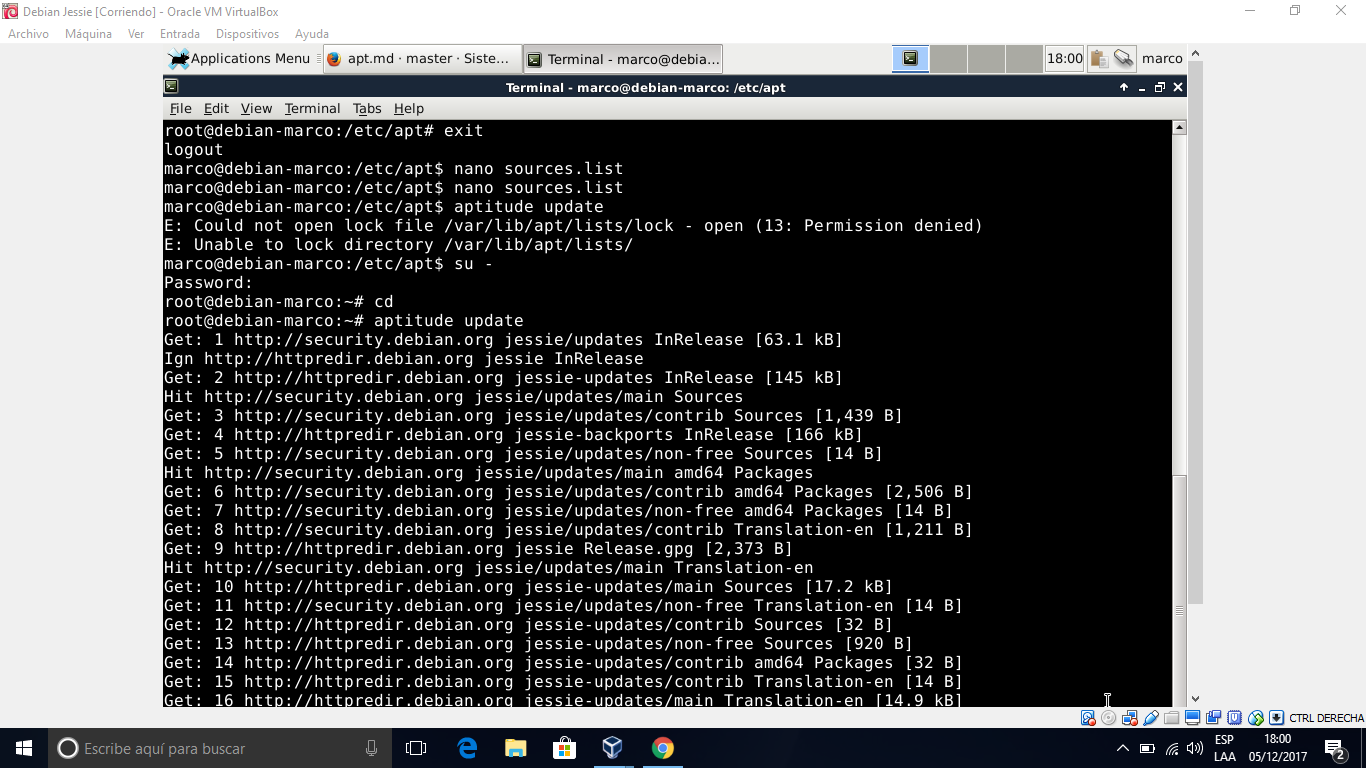 Debian Jessie [Corriendo] - Oracle VM VirtualBox
Archivo Máquina Ver Entrada Dispositivos Ayuda
Applications Menu apt.md · master · Siste... Terminal - marco@debia... 18:00 marco
Terminal - marco@debian-marco: /etc/apt
File Edit View Terminal Tabs Help
root@debian-marco:/etc/apt# exit
logout
marco@debian-marco:/etc/apt$ nano sources.list
marco@debian-marco:/etc/apt$ nano sources.list
marco@debian-marco:/etc/apt$ aptitude update
E: Could not open lock file /var/lib/apt/lists/lock - open (13: Permission denied)
E: Unable to lock directory /var/lib/apt/lists/
marco@debian-marco:/etc/apt$ su -
Password:
root@debian-marco:~# cd
root@debian-marco:~# aptitude update
Get: 1 http://security.debian.org jessie/updates InRelease [63.1 kB]
Ign http://httpredir.debian.org jessie InRelease
Get: 2 http://httpredir.debian.org jessie-updates InRelease [145 kB]
Hit http://security.debian.org jessie/updates/main Sources
Get: 3 http://security.debian.org jessie/updates/contrib Sources [1,439 B]
Get: 4 http://httpredir.debian.org jessie-backports InRelease [166 kB]
Get: 5 http://security.debian.org jessie/updates/non-free Sources [14 B]
Hit http://security.debian.org jessie/updates/main amd64 Packages
Get: 6 http://security.debian.org jessie/updates/contrib amd64 Packages [2,506 B]
Get: 7 http://security.debian.org jessie/updates/non-free amd64 Packages [14 B]
Get: 8 http://security.debian.org jessie/updates/contrib Translation-en [1,211 B]
Get: 9 http://httpredir.debian.org jessie Release.gpg [2,373 B]
Hit http://security.debian.org jessie/updates/main Translation-en
Get: 10 http://httpredir.debian.org jessie-updates/main Sources [17.2 kB]
Get: 11 http://security.debian.org jessie/updates/non-free Translation-en [14 B]
Get: 12 http://httpredir.debian.org jessie-updates/contrib Sources [32 B]
Get: 13 http://httpredir.debian.org jessie-updates/non-free Sources [920 B]
Get: 14 http://httpredir.debian.org jessie-updates/contrib amd64 Packages [32 B]
Get: 15 http://httpredir.debian.org jessie-updates/contrib Translation-en [14 B]
Get: 16 http://httpredir.debian.org jessie-updates/main Translation-en [14.9 kB]
CTRL DERECHA
Escribe aquí para buscar
ESP 18:00
LAA 05/12/2017 2